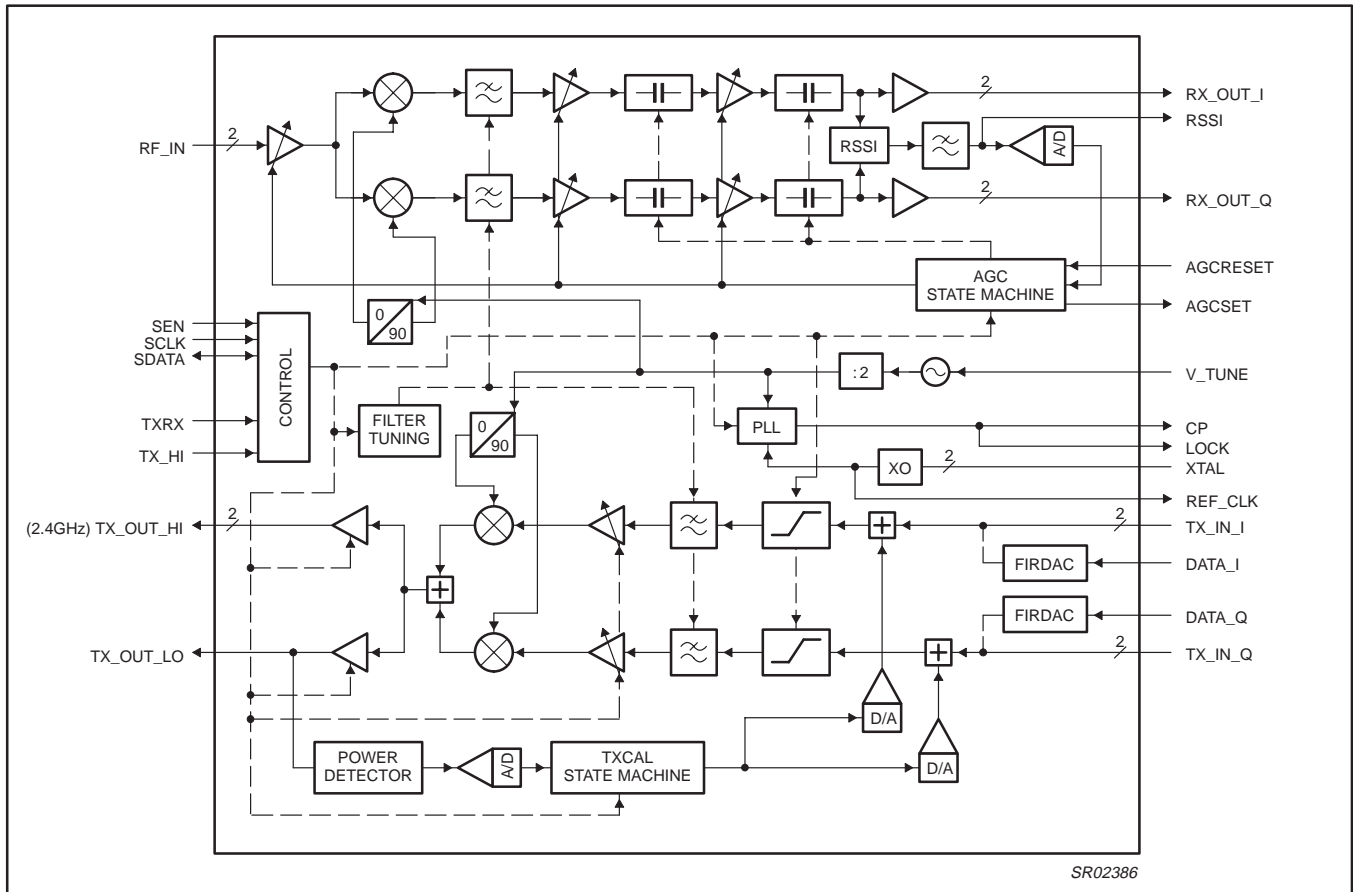 RF_IN
2
RSSI
A/D
2
RX_OUT_I
RSSI
2
RX_OUT_Q
AGC
STATE MACHINE
AGCRESET
AGCSET
0
90
SEN
SCLK
SDATA
TXRX
TX_HI
CONTROL
FILTER
TUNING
0
90
: 2
V_TUNE
PLL
CP
LOCK
XO
2
XTAL
REF_CLK
(2.4GHz) TX_OUT_HI
2
2
TX_IN_I
FIRDAC
DATA_I
FIRDAC
DATA_Q
TX_OUT_LO
2
TX_IN_Q
D/A
D/A
POWER
DETECTOR
A/D
TXCAL
STATE MACHINE
SR02386